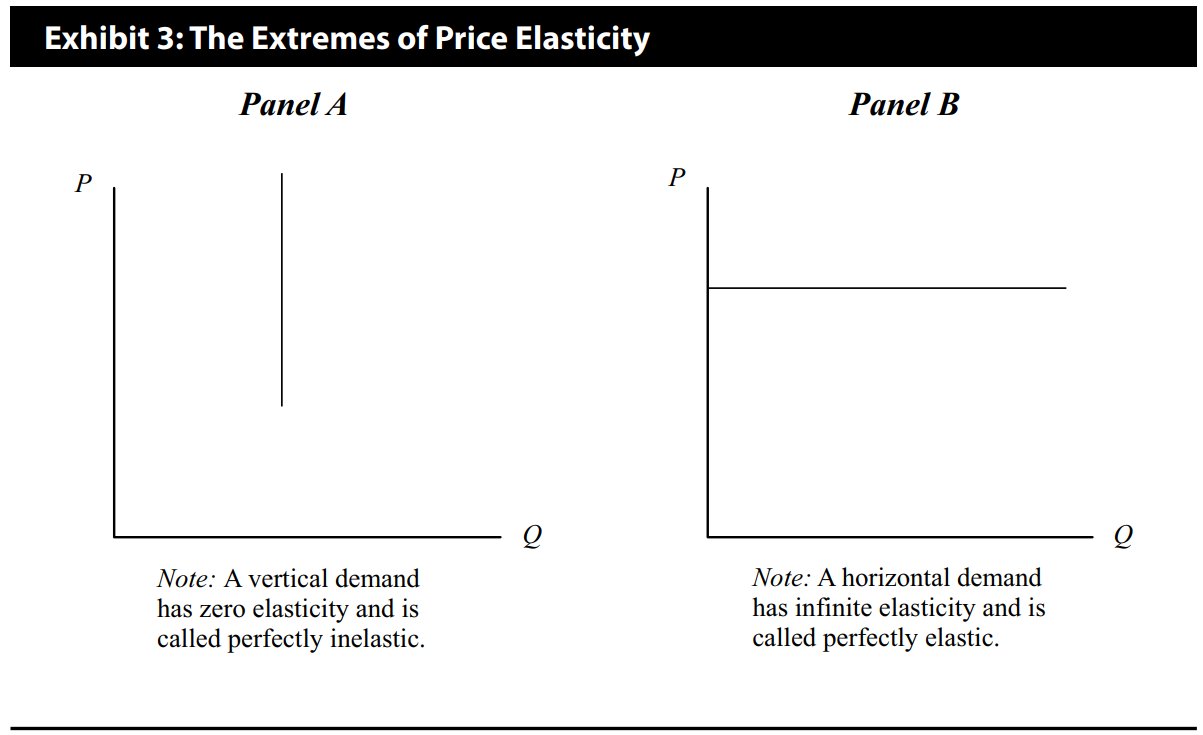 Exhibit 3: The Extremes of Price Elasticity
Panel A
Panel B
P
Q
Note: A vertical demand
has zero elasticity and is
called perfectly inelastic.
P
Q
Note: A horizontal demand
has infinite elasticity and is
called perfectly elastic.